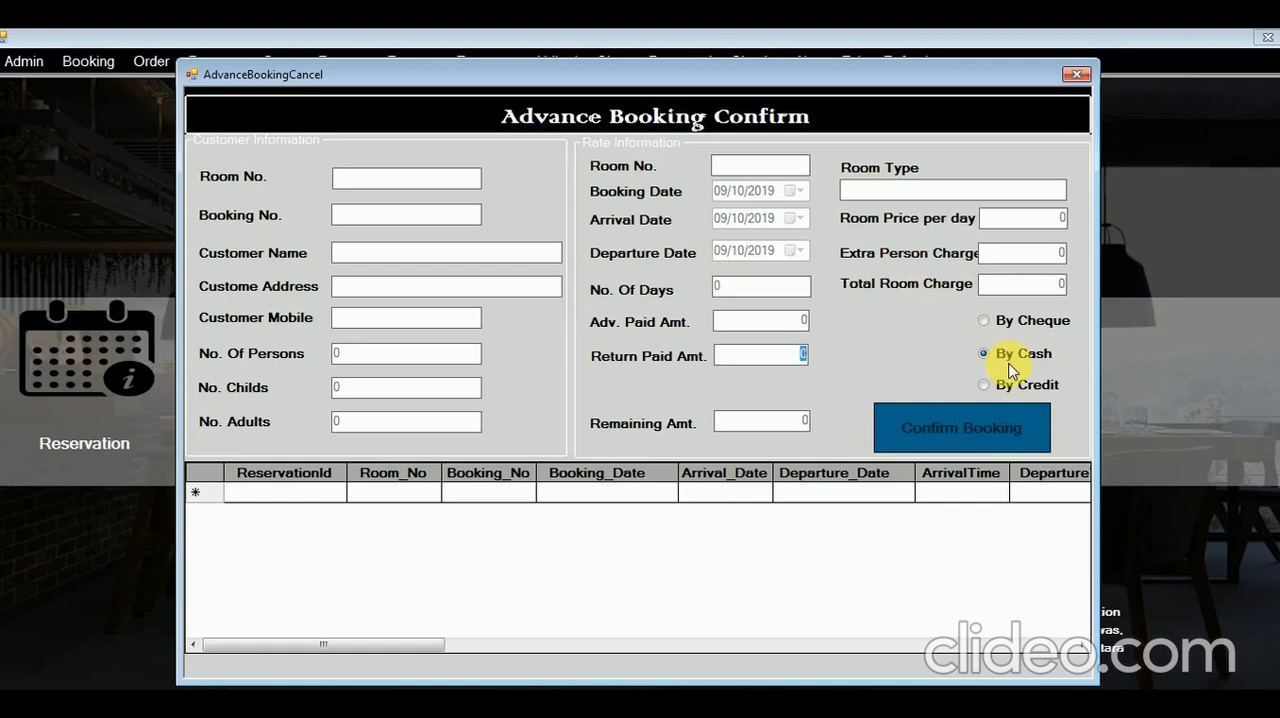 Admin Booking Order
AdvanceBookingCancel
Advance Booking Confirm
Customer Information
Room No.
Booking No.
Customer Name
Custome Address
Customer Mobile
No. Of Persons 0
No. Childs 0
No. Adults 0
Rate Information
Room No.
Booking Date 09/10/2019
Arrival Date 09/10/2019
Departure Date 09/10/2019
No. Of Days 0
Adv. Paid Amt. 0
Return Paid Amt. 0
Remaining Amt. 0
Room Type
Room Price per day 0
Extra Person Charge 0
Total Room Charge 0
By Cheque
By Cash
By Credit
Confirm Booking
ReservationId Room_No Booking_No Booking_Date Arrival_Date Departure_Date ArrivalTime Departure
Reservation
clideo.com